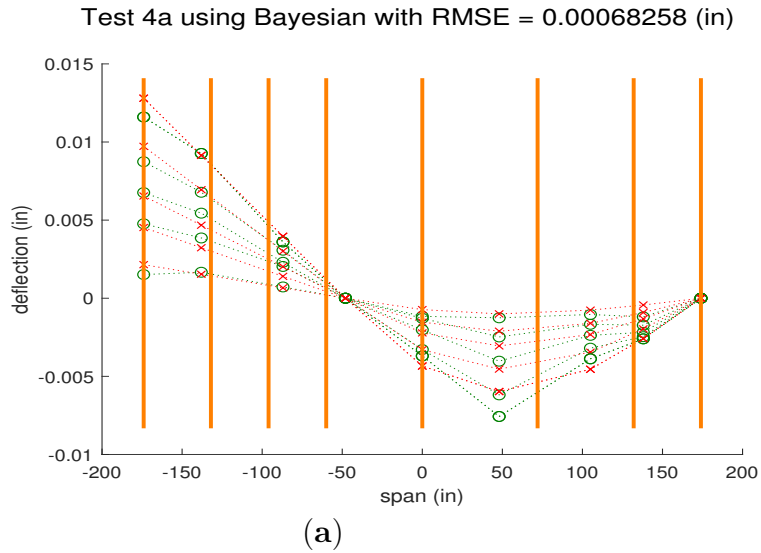 Test 4a using Bayesian with RMSE = 0.00068258 (in)
0.015
0.01
0.005
0
-0.005
-0.01
deflection (in)
-200 -150 -100 -50 0 50 100 150 200
span (in)
(a)